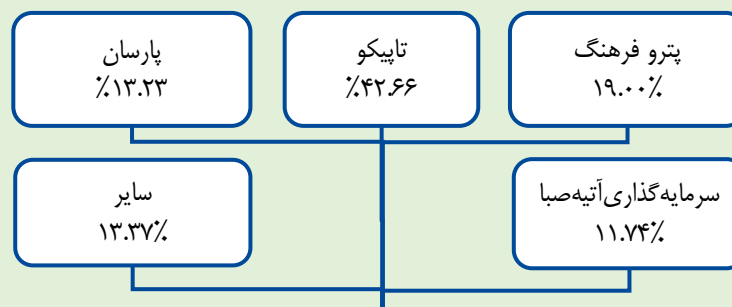 پترو فرهنگ
۱۹.۰۰٪
تاپیکو
٪۴۲.۶۶
پارسان
٪۱۳.۲۳
سرمایه‌گذاری‌آتیه‌صبا
۱۱.۷۴٪
سایر
۱۳.۳۷٪